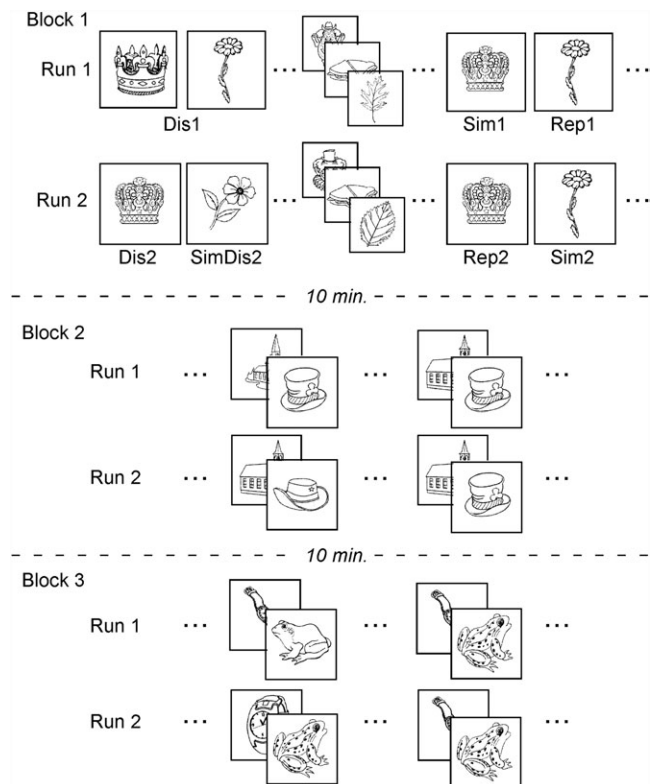 Block 1
Run 1 ... ... ...
Dis1 Sim1 Rep1
Run 2 ... ... ...
Dis2 SimDis2 Rep2 Sim2
10 min.
Block 2
Run 1 ... ... ...
Run 2 ... ... ...
10 min.
Block 3
Run 1 ... ... ...
Run 2 ... ... ...